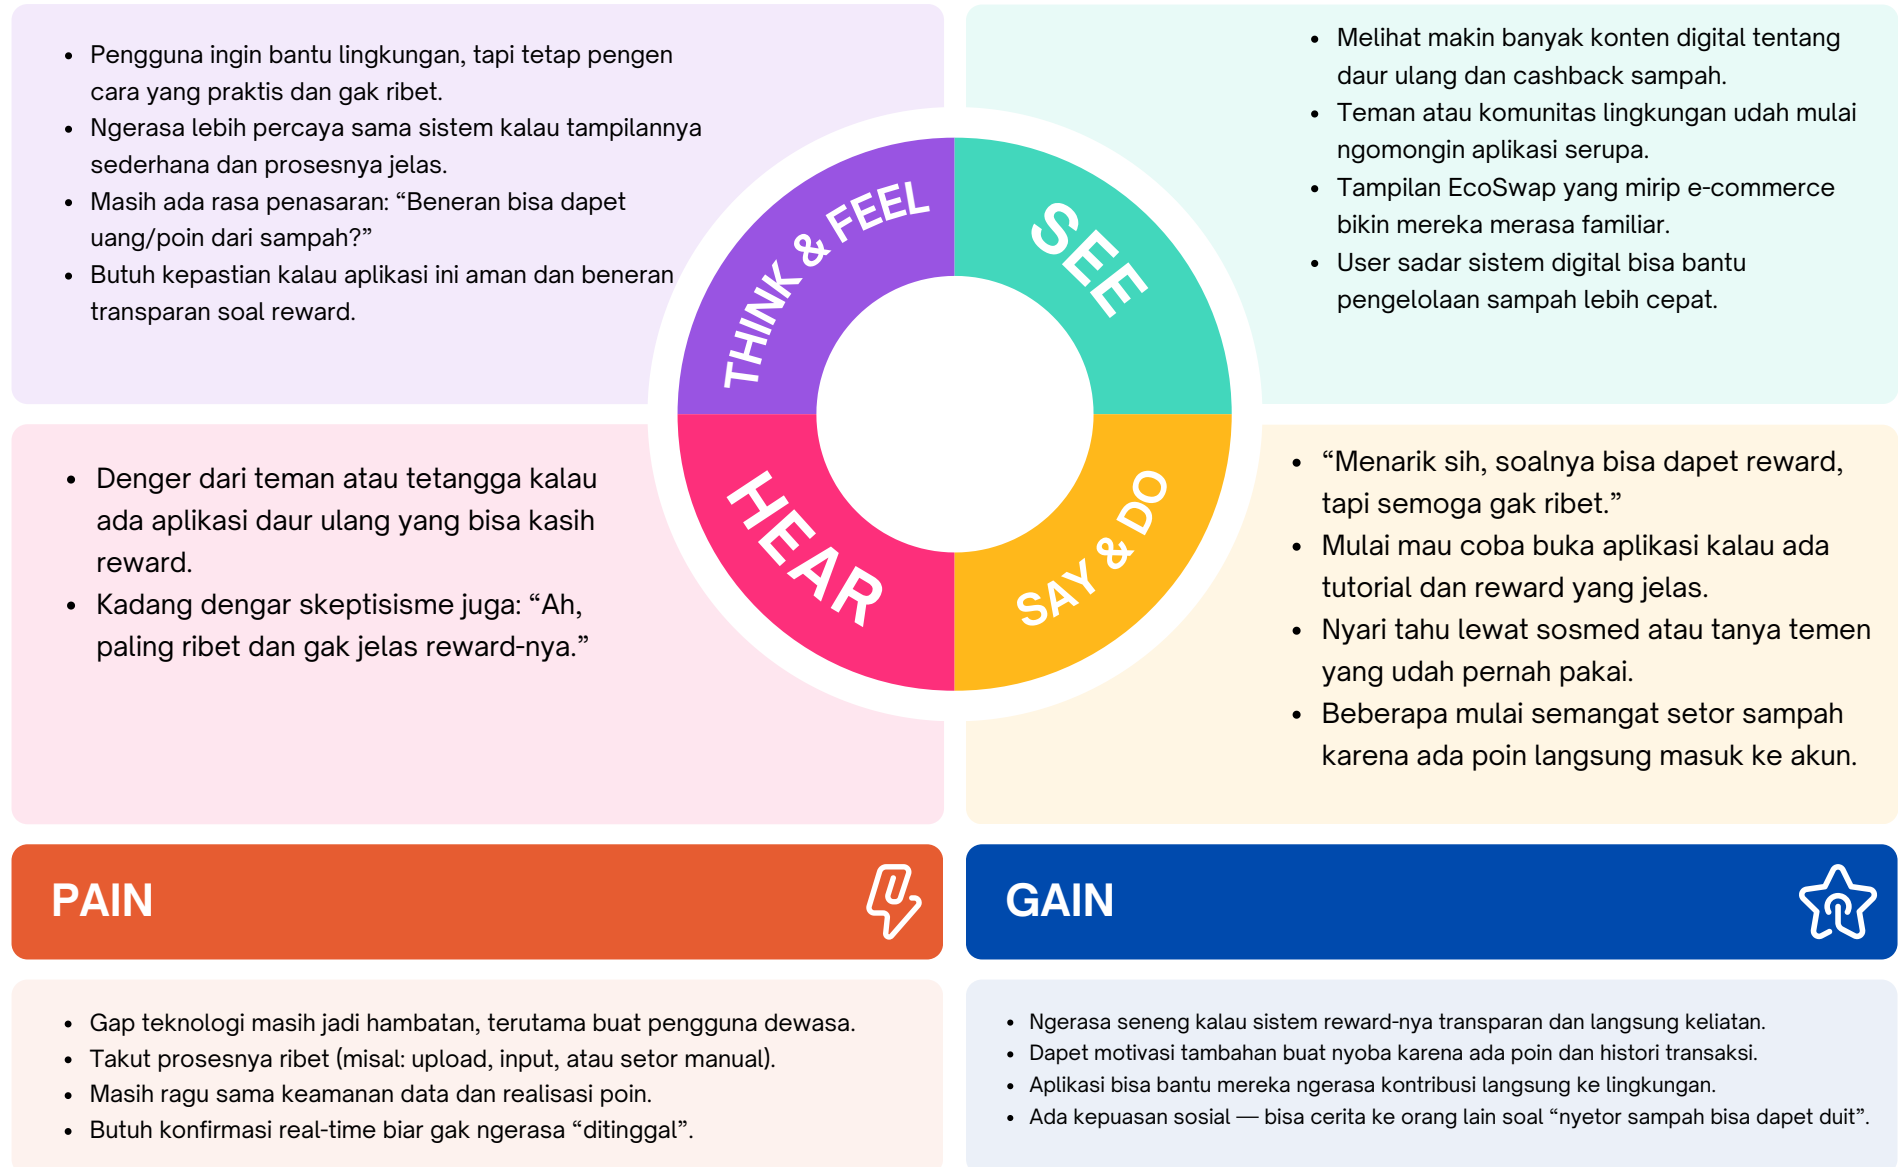 • Pengguna ingin bantu lingkungan, tapi tetap pengen
cara yang praktis dan gak ribet.
• Ngerasa lebih percaya sama sistem kalau tampilannya
sederhana dan prosesnya jelas.
• Masih ada rasa penasaran: “Beneran bisa dapet
uang/poin dari sampah?”
• Butuh kepastian kalau aplikasi ini aman dan beneran
transparan soal reward.
THINK & FEEL
• Melihat makin banyak konten digital tentang
daur ulang dan cashback sampah.
• Teman atau komunitas lingkungan udah mulai
ngomongin aplikasi serupa.
• Tampilan EcoSwap yang mirip e-commerce
bikin mereka merasa familiar.
• User sadar sistem digital bisa bantu
pengelolaan sampah lebih cepat.
SEE
• Denger dari teman atau tetangga kalau
ada aplikasi daur ulang yang bisa kasih
reward.
• Kadang dengar skeptisisme juga: “Ah,
paling ribet dan gak jelas reward-nya.”
HEAR
• “Menarik sih, soalnya bisa dapet reward,
tapi semoga gak ribet.”
• Mulai mau coba buka aplikasi kalau ada
tutorial dan reward yang jelas.
• Nyari tahu lewat sosmed atau tanya temen
yang udah pernah pakai.
• Beberapa mulai semangat setor sampah
karena ada poin langsung masuk ke akun.
SAY & DO
PAIN
• Gap teknologi masih jadi hambatan, terutama buat pengguna dewasa.
• Takut prosesnya ribet (misal: upload, input, atau setor manual).
• Masih ragu sama keamanan data dan realisasi poin.
• Butuh konfirmasi real-time biar gak ngerasa “ditinggal”.
GAIN
• Ngerasa seneng kalau sistem reward-nya transparan dan langsung keliatan.
• Dapet motivasi tambahan buat nyoba karena ada poin dan histori transaksi.
• Aplikasi bisa bantu mereka ngerasa kontribusi langsung ke lingkungan.
• Ada kepuasan sosial — bisa cerita ke orang lain soal “nyetor sampah bisa dapet duit”.